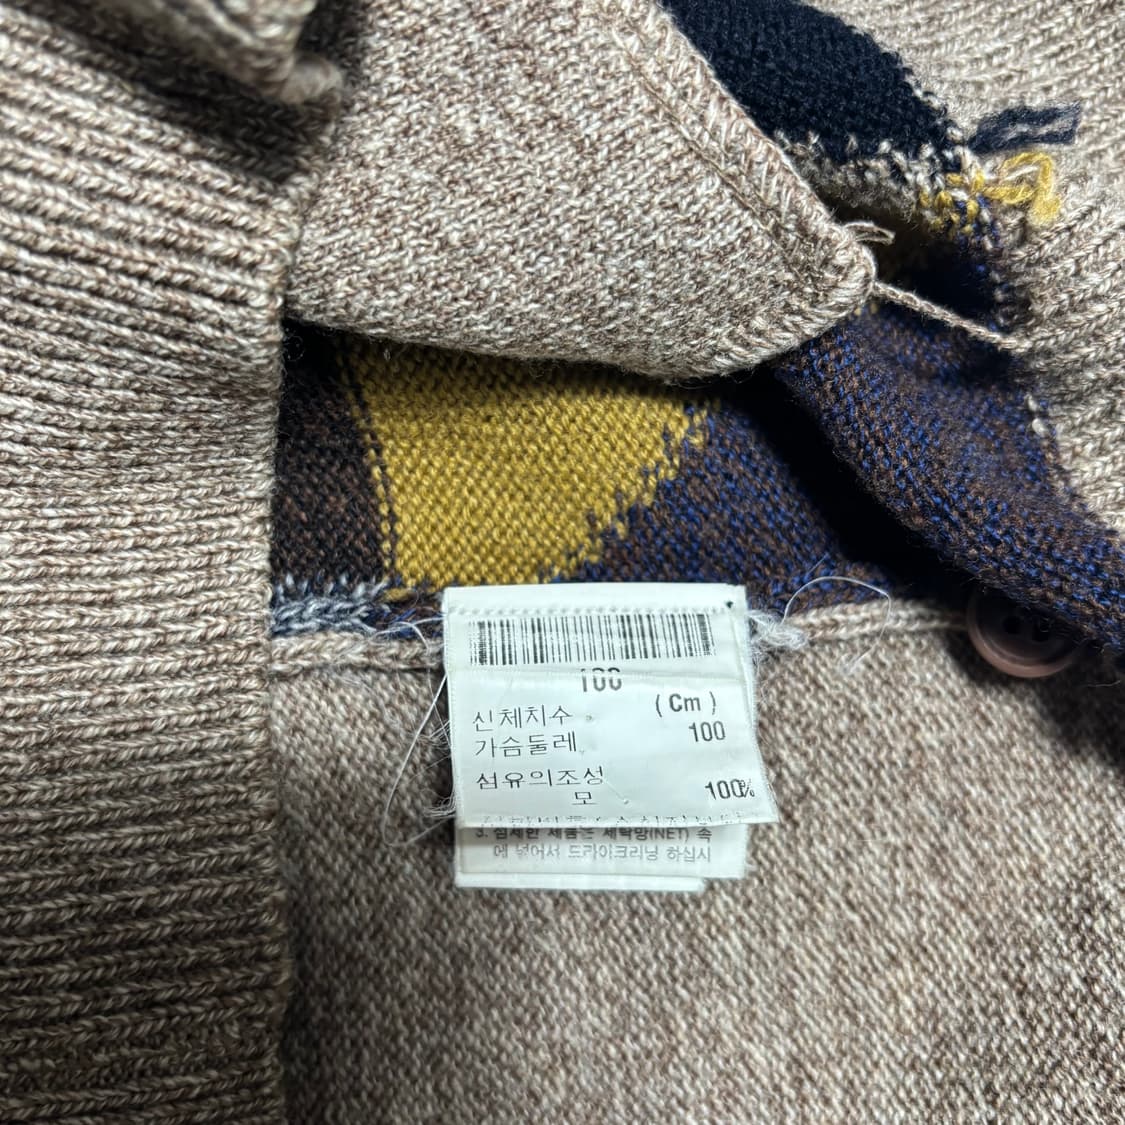 100
(Cm)
신체치수
가슴둘레 100
섬유의조성
모 100%
3. 섬세한 제품은 세탁망(NET) 속
에 넣어서 드라이크리닝 하십시